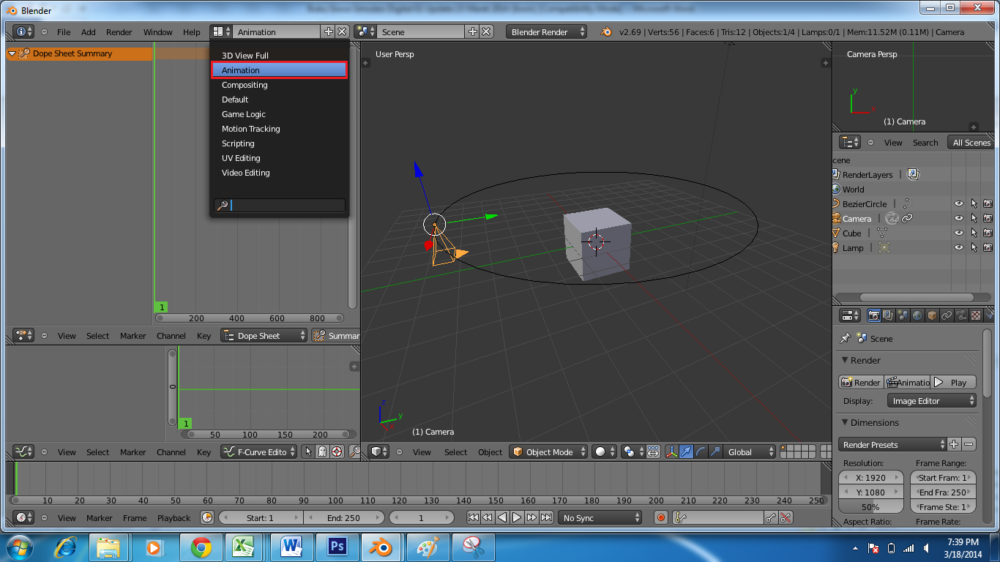 Blender
File Add Render Window Help Animation Scene Blender Render v2.69 | Verts:56 | Faces:6 | Tris:12 | Objects:1/4 | Lamps:0/1 | Mem:11.52M (0.11M) | Camera
Dope Sheet Summary
3D View Full
Animation
Compositing
Default
Game Logic
Motion Tracking
Scripting
UV Editing
Video Editing
1
200 400 600 800
View Select Marker Channel Key Dope Sheet Summar
0
1
50 100 150 200
View Select Marker Channel Key F-Curve Edito
User Persp
z
y
x
(1) Camera
View Select Object Object Mode Global
Camera Persp
y
x
(1) Camera
View Search All Scenes
cene
RenderLayers |
World
BezierCircle |
Camera |
Cube |
Lamp |
Scene
Render
Render Animatio Play
Display: Image Editor
Dimensions
Render Presets
Resolution: Frame Range:
X: 1920 Start Fram: 1
Y: 1080 End Fra: 250
50% Frame Ste: 1
Aspect Ratio: Frame Rate:
10 20 30 40 50 60 70 80 90 100 110 120 130 140 150 160 170 180 190 200 210 220 230 240 250
View Marker Frame Playback Start: 1 End: 250 1 No Sync
Ps
7:39 PM
3/18/2014